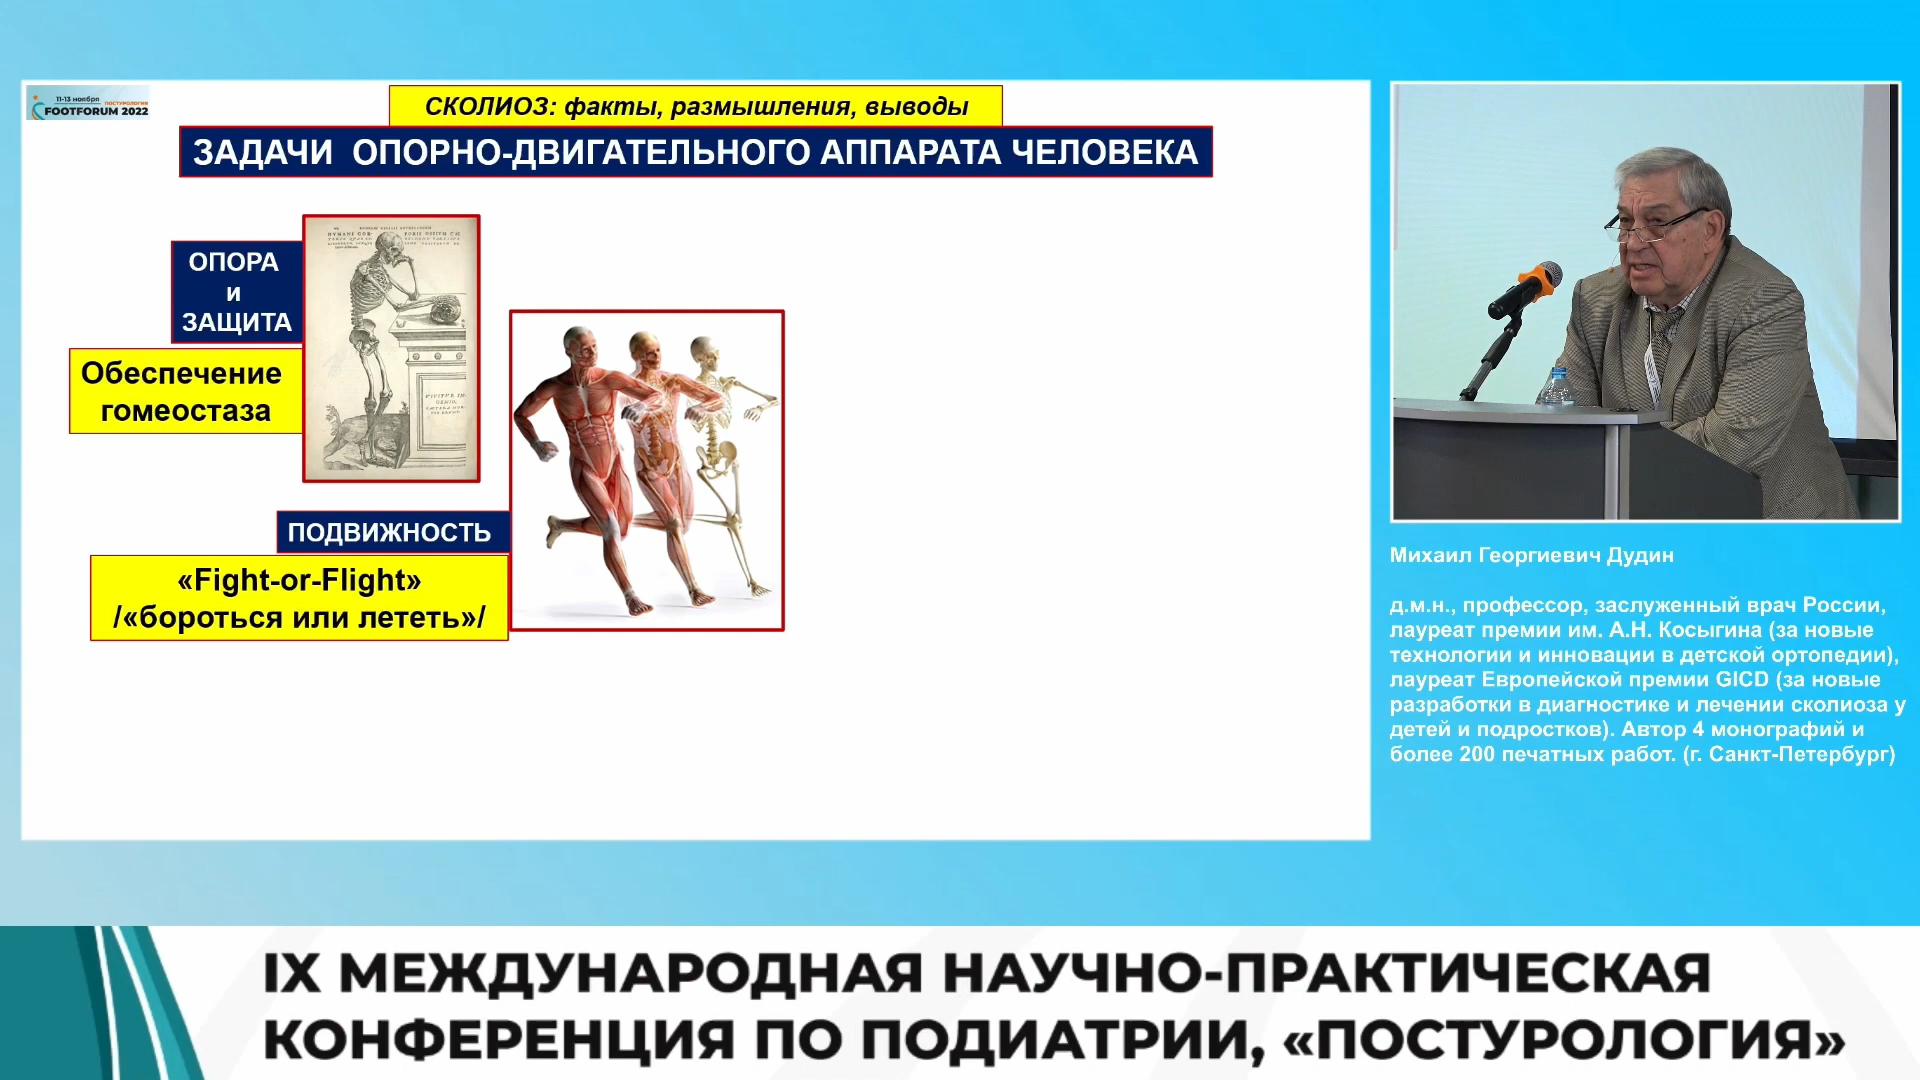 11-13 ноября
ПОСТУРОЛОГИЯ
FOOTFORUM 2022
СКОЛИОЗ: факты, размышления, выводы
ЗАДАЧИ ОПОРНО-ДВИГАТЕЛЬНОГО АППАРАТА ЧЕЛОВЕКА
ОПОРА
и
ЗАЩИТА
Обеспечение
гомеостаза
ПОДВИЖНОСТЬ
«Fight-or-Flight»
/«бороться или лететь»/
Михаил Георгиевич Дудин
д.м.н., профессор, заслуженный врач России,
лауреат премии им. А.Н. Косыгина (за новые
технологии и инновации в детской ортопедии),
лауреат Европейской премии GICD (за новые
разработки в диагностике и лечении сколиоза у
детей и подростков). Автор 4 монографий и
более 200 печатных работ. (г. Санкт-Петербург)
IX МЕЖДУНАРОДНАЯ НАУЧНО-ПРАКТИЧЕСКАЯ
КОНФЕРЕНЦИЯ ПО ПОДИАТРИИ, «ПОСТУРОЛОГИЯ»